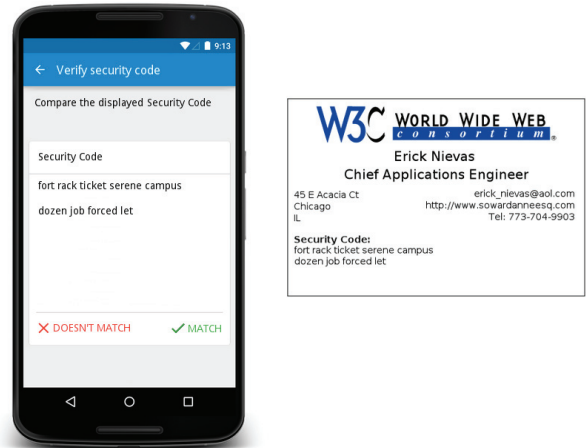 9:13
← Verify security code
Compare the displayed Security Code
Security Code
fort rack ticket serene campus
dozen job forced let
DOESN'T MATCH
MATCH
W3C WORLD WIDE WEB
consortium®
Erick Nievas
Chief Applications Engineer
45 E Acacia Ct
Chicago
IL
erick_nievas@aol.com
http://www.sowardanneesq.com
Tel: 773-704-9903
Security Code:
fort rack ticket serene campus
dozen job forced let